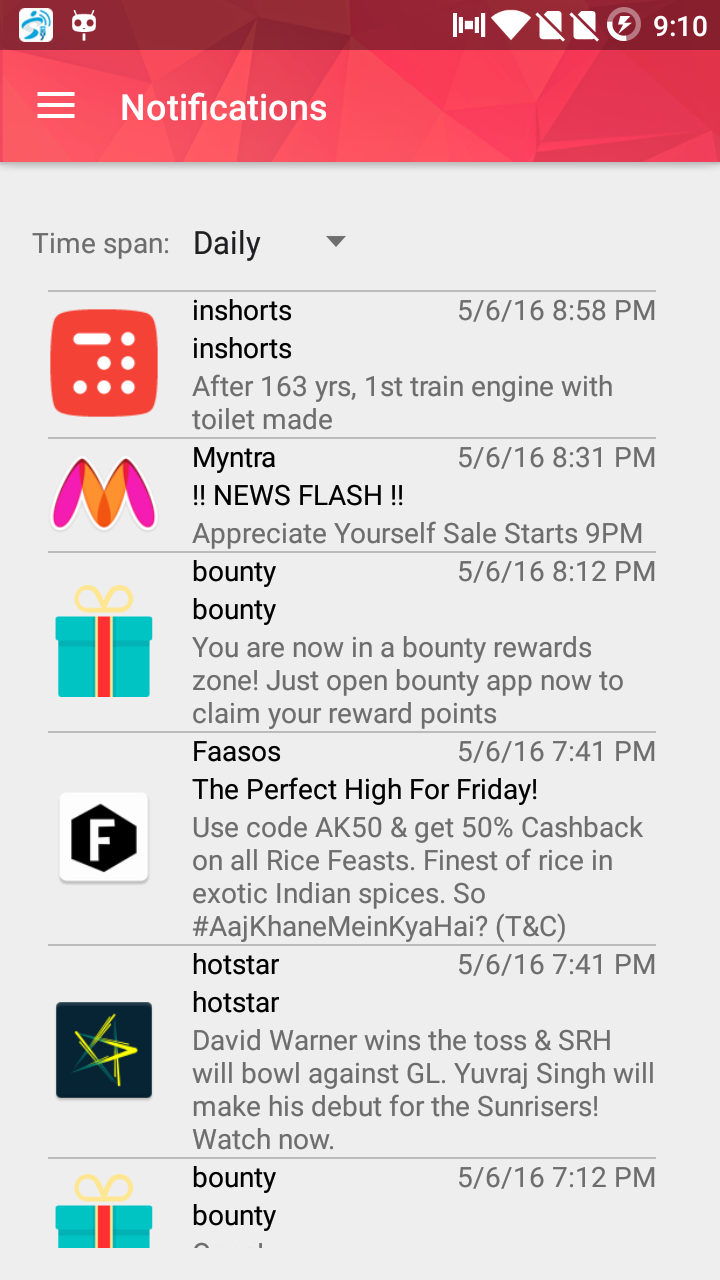 9:10
Notifications
Time span: Daily
inshorts 5/6/16 8:58 PM
inshorts
After 163 yrs, 1st train engine with
toilet made
Myntra 5/6/16 8:31 PM
!! NEWS FLASH !!
Appreciate Yourself Sale Starts 9PM
bounty 5/6/16 8:12 PM
bounty
You are now in a bounty rewards
zone! Just open bounty app now to
claim your reward points
Faasos 5/6/16 7:41 PM
The Perfect High For Friday!
Use code AK50 & get 50% Cashback
on all Rice Feasts. Finest of rice in
exotic Indian spices. So
#AajKhaneMeinKyaHai? (T&C)
F
hotstar 5/6/16 7:41 PM
hotstar
David Warner wins the toss & SRH
will bowl against GL. Yuvraj Singh will
make his debut for the Sunrisers!
Watch now.
bounty 5/6/16 7:12 PM
bounty